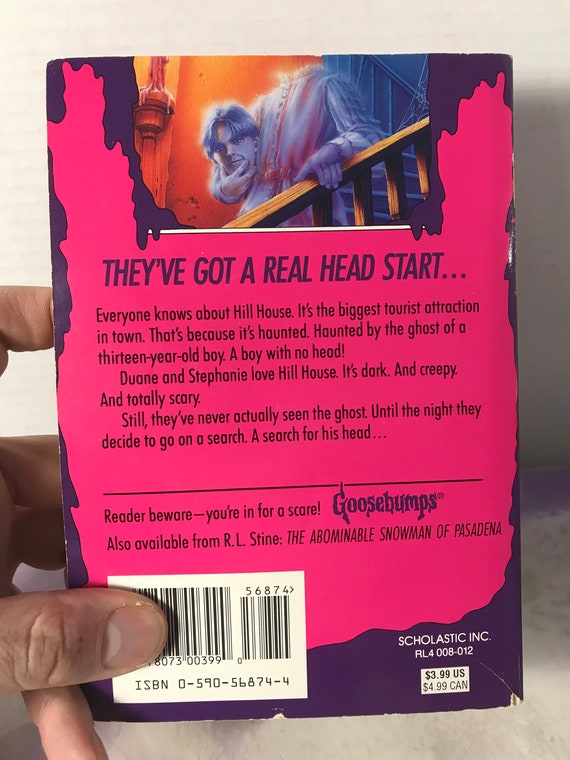 THEY'VE GOT A REAL HEAD START...
Everyone knows about Hill House. It's the biggest tourist attraction
in town. That's because it's haunted. Haunted by the ghost of a
thirteen-year-old boy. A boy with no head!
Duane and Stephanie love Hill House. It's dark. And creepy.
And totally scary.
Still, they've never actually seen the ghost. Until the night they
decide to go on a search. A search for his head...
Reader beware—you're in for a scare! Goosebumps®
Also available from R.L. Stine: THE ABOMINABLE SNOWMAN OF PASADENA
56874>
78073 00399 0
ISBN 0-590-56874-4
SCHOLASTIC INC.
RL4 008-012
$3.99 US
$4.99 CAN